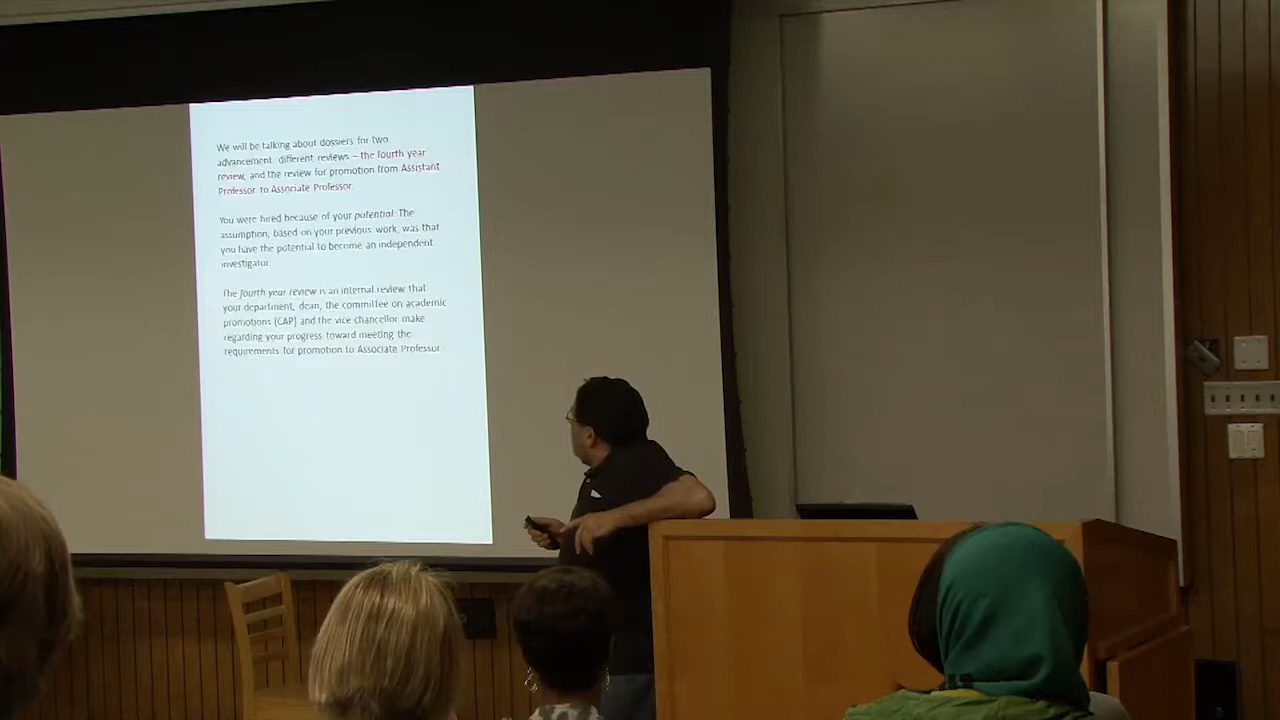 We will be talking about dossiers for two
advancement different reviews – the fourth year
review, and the review for promotion from Assistant
Professor to Associate Professor.
You were hired because of your potential. The
assumption, based on your previous work, was that
you have the potential to become an independent
investigator.
The fourth year review is an internal review that
your department, dean, the committee on academic
promotions (CAP) and the vice chancellor make
regarding your progress toward meeting the
requirements for promotion to Associate Professor.